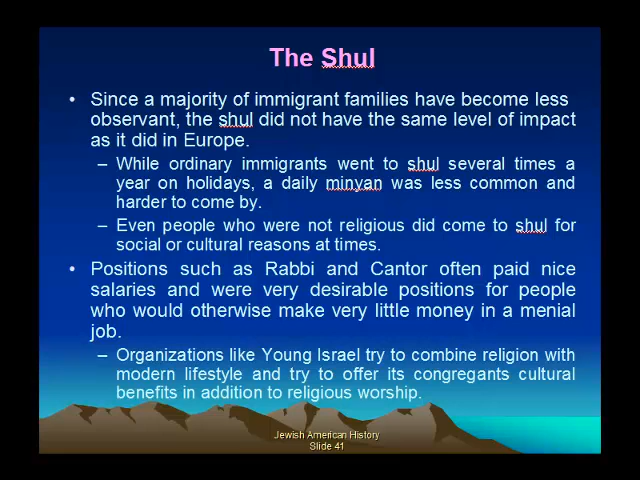 The Shul
• Since a majority of immigrant families have become less
observant, the shul did not have the same level of impact
as it did in Europe.
– While ordinary immigrants went to shul several times a
year on holidays, a daily minyan was less common and
harder to come by.
– Even people who were not religious did come to shul for
social or cultural reasons at times.
• Positions such as Rabbi and Cantor often paid nice
salaries and were very desirable positions for people
who would otherwise make very little money in a menial
job.
– Organizations like Young Israel try to combine religion with
modern lifestyle and try to offer its congregants cultural
benefits in addition to religious worship.
Jewish American History
Slide 41